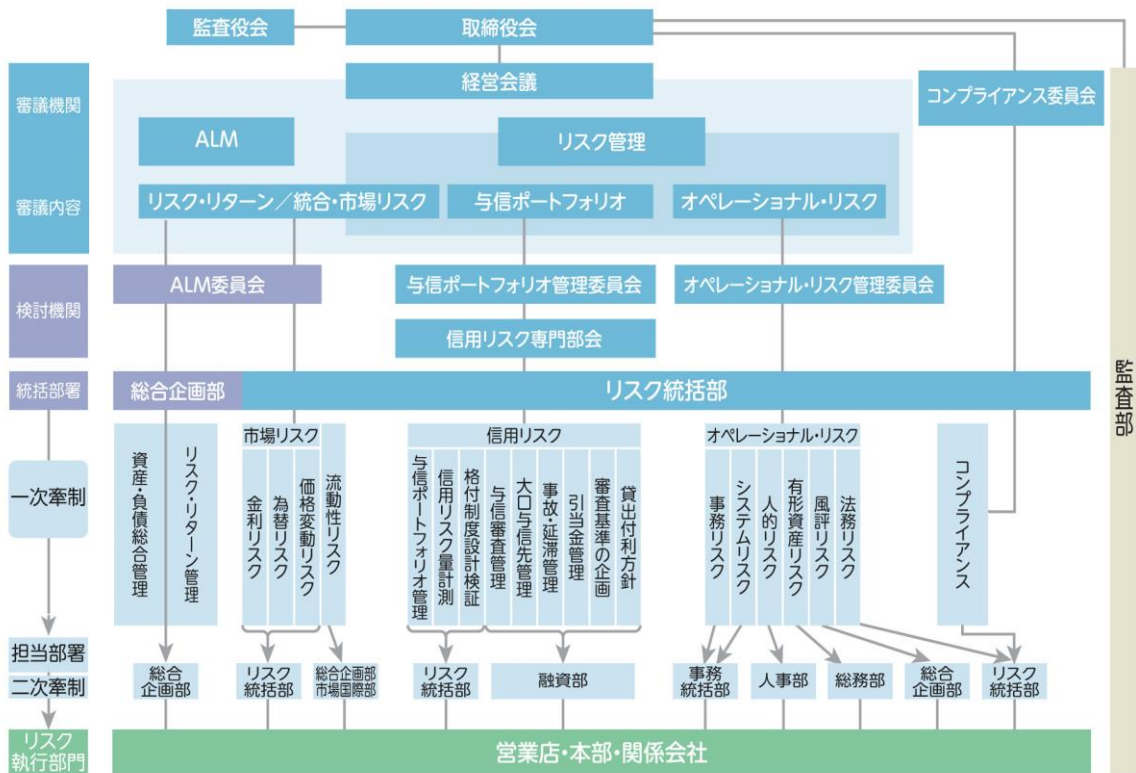 監査役会
取締役会
審議機関
経営会議
コンプライアンス委員会
ALM
リスク管理
審議内容
リスク・リターン／統合・市場リスク
与信ポートフォリオ
オペレーショナル・リスク
検討機関
ALM委員会
与信ポートフォリオ管理委員会
オペレーショナル・リスク管理委員会
信用リスク専門部会
統括部署
総合企画部
リスク統括部
監査部
一次牽制
資産・負債総合管理
リスク・リターン管理
市場リスク
金利リスク
為替リスク
価格変動リスク
流動性リスク
信用リスク
与信ポートフォリオ管理
信用リスク量計測
格付制度設計検証
与信審査管理
大口与信先管理
事故・延滞管理
引当金管理
審査基準の企画
貸出付利方針
オペレーショナル・リスク
事務リスク
システムリスク
人的リスク
有形資産リスク
風評リスク
法務リスク
コンプライアンス
担当部署
二次牽制
総合
企画部
リスク
統括部
総合企画部
市場国際部
リスク
統括部
融資部
事務
統括部
人事部
総務部
総合
企画部
リスク
統括部
リスク
執行部門
営業店・本部・関係会社